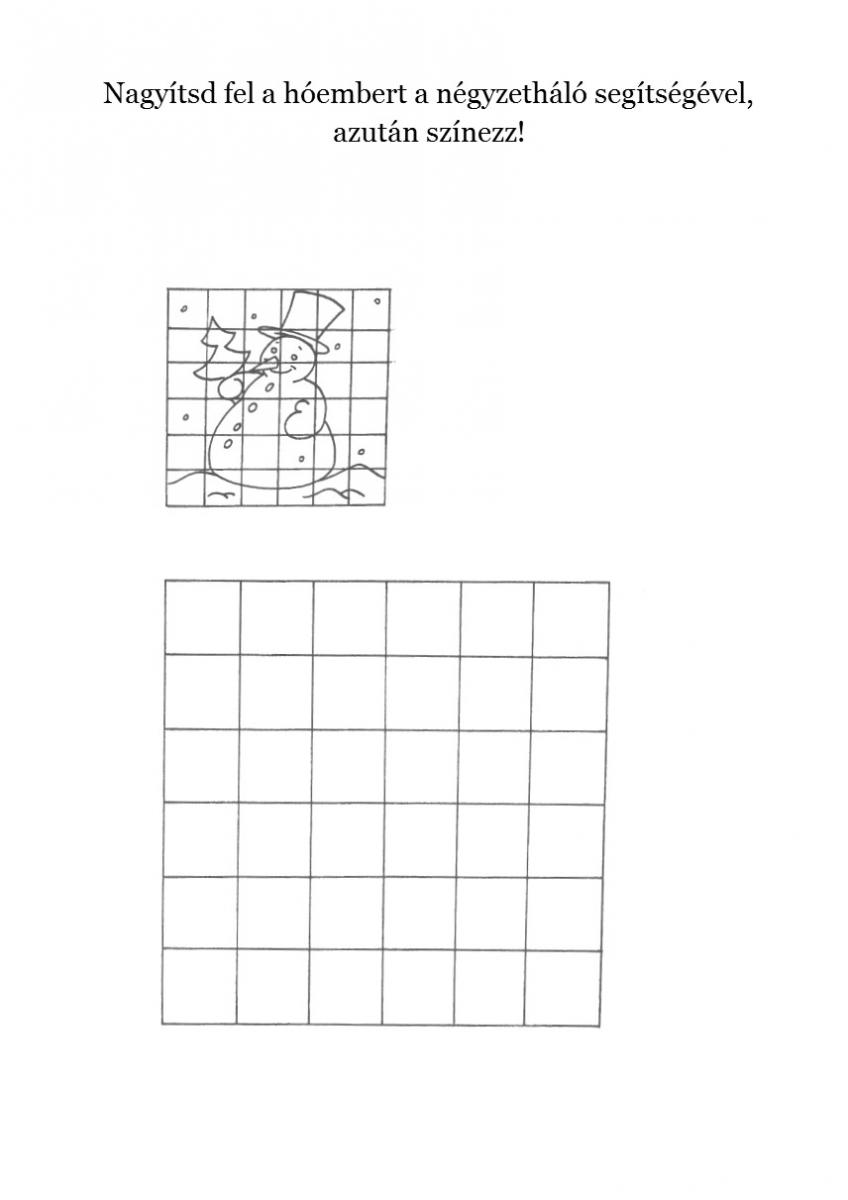 Nagyítsd fel a hóembert a négyzetháló segítségével,
azután színezz!